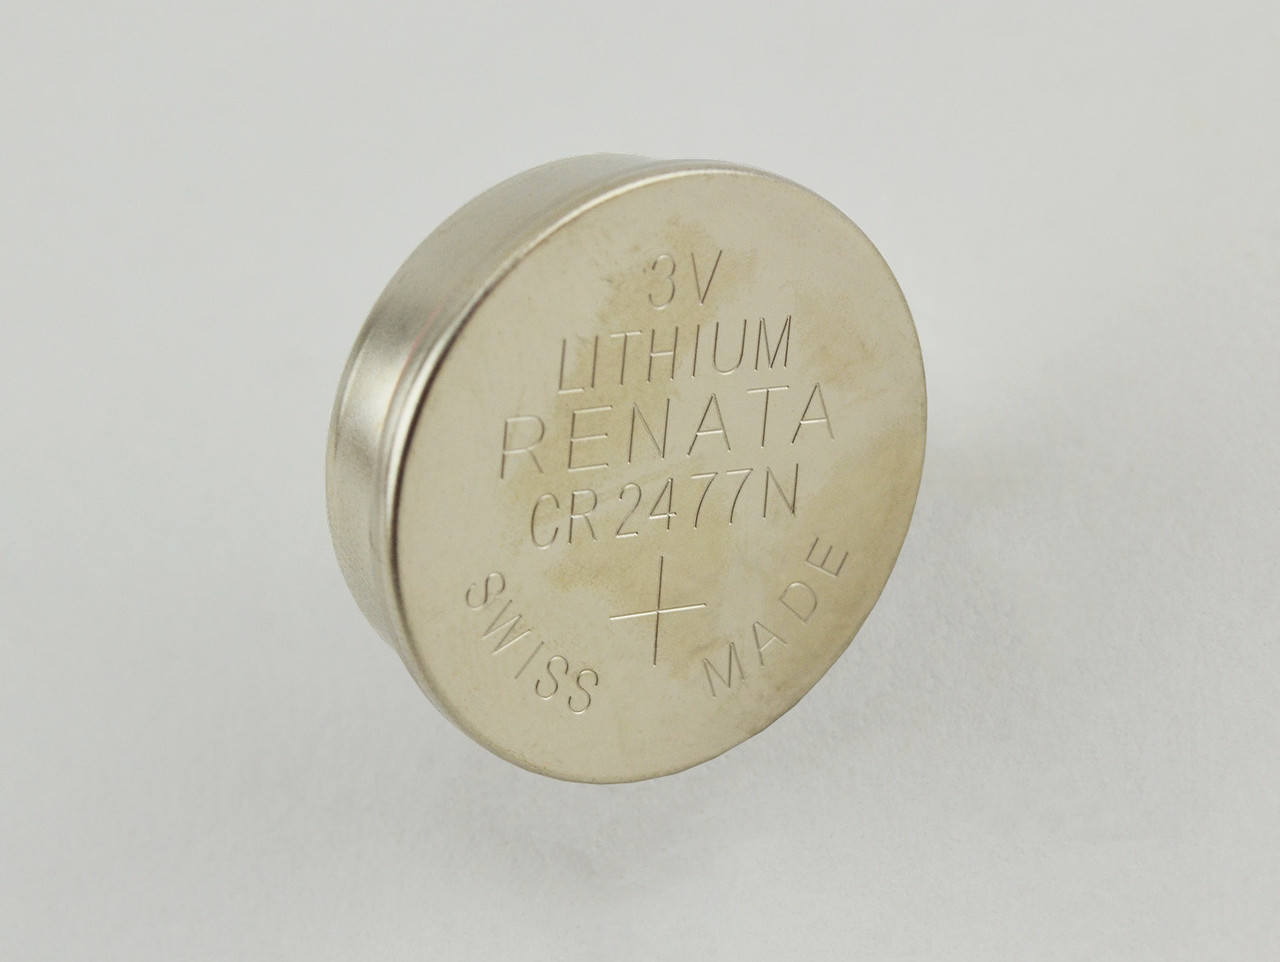 3V
LITHIUM
RENATA
CR2477N
+
SWISS MADE